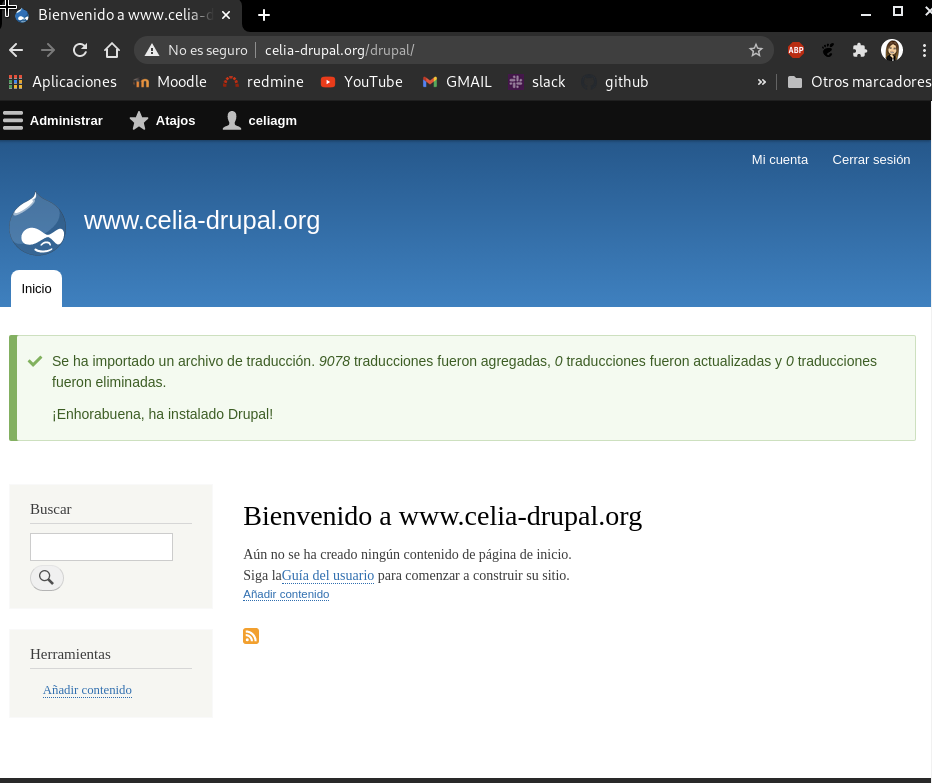 Bienvenido a www.celia-d
No es seguro celia-drupal.org/drupal/
ABP
Aplicaciones Moodle redmine YouTube GMAIL slack github » Otros marcadores
Administrar Atajos celiagm
Mi cuenta Cerrar sesión
www.celia-drupal.org
Inicio
Se ha importado un archivo de traducción. 9078 traducciones fueron agregadas, 0 traducciones fueron actualizadas y 0 traducciones
fueron eliminadas.
¡Enhorabuena, ha instalado Drupal!
Buscar
Bienvenido a www.celia-drupal.org
Aún no se ha creado ningún contenido de página de inicio.
Siga laGuía del usuario para comenzar a construir su sitio.
Añadir contenido
Herramientas
Añadir contenido